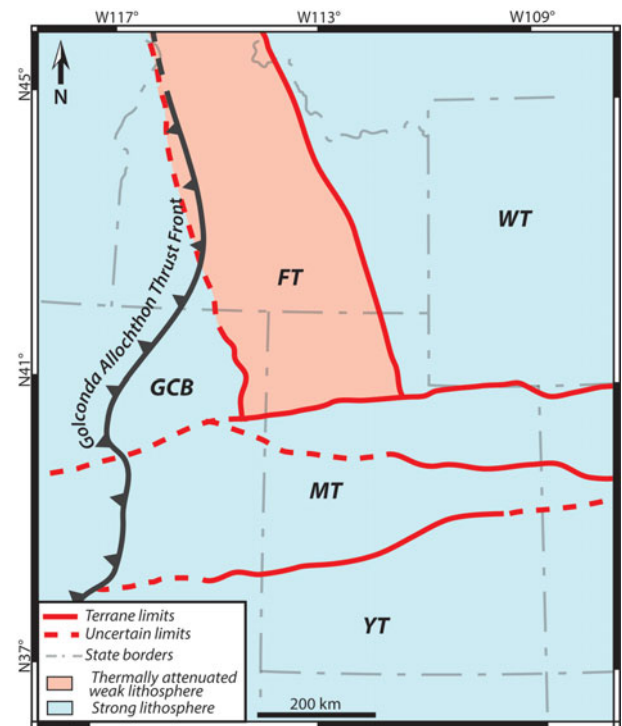 W117° W113° W109°
N45°
N
WT
Golconda Allochthon Thrust Front
FT
N41°
GCB
MT
YT
N37°
Terrane limits
Uncertain limits
State borders
Thermally attenuated
weak lithosphere
Strong lithosphere
200 km